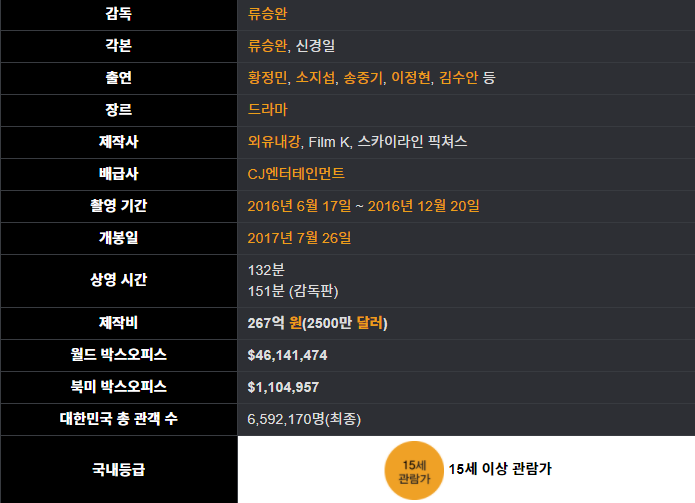 감독 류승완
각본 류승완, 신경일
출연 황정민, 소지섭, 송중기, 이정현, 김수안 등
장르 드라마
제작사 외유내강, Film K, 스카이라인 픽쳐스
배급사 CJ엔터테인먼트
촬영 기간 2016년 6월 17일 ~ 2016년 12월 20일
개봉일 2017년 7월 26일
상영 시간 132분
151분 (감독판)
제작비 267억 원(2500만 달러)
월드 박스오피스 $46,141,474
북미 박스오피스 $1,104,957
대한민국 총 관객 수 6,592,170명(최종)
국내등급 15세 관람가 15세 이상 관람가